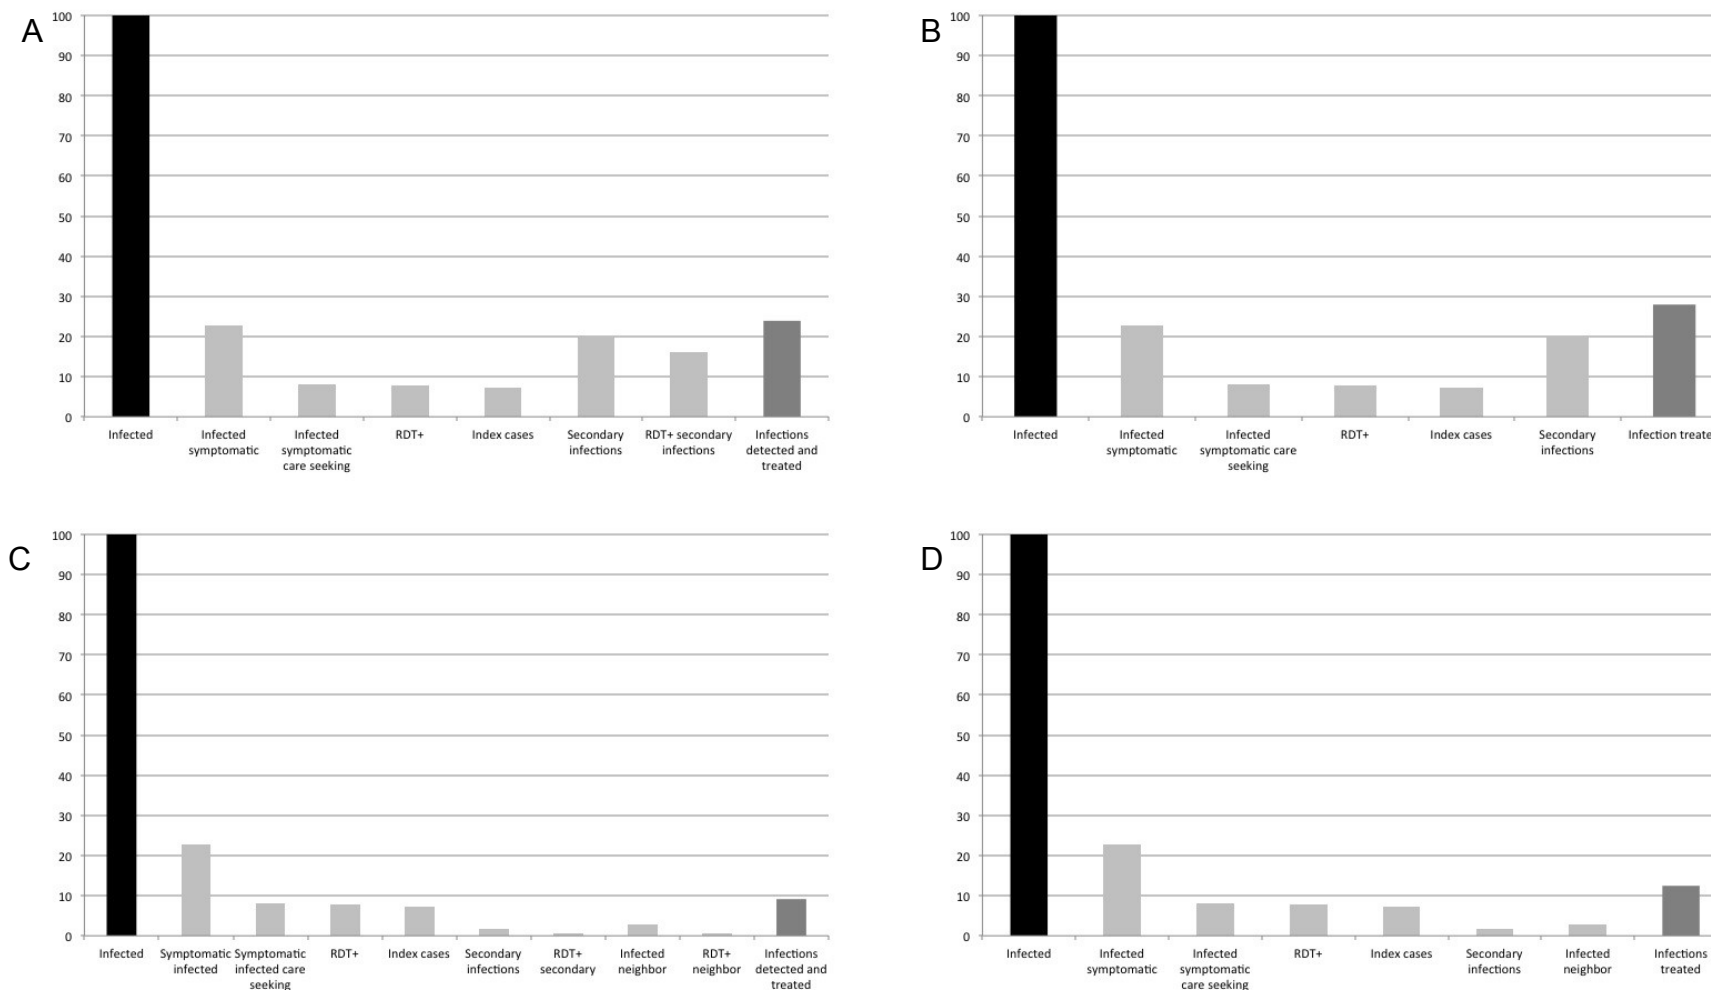 A
100
90
80
70
60
50
40
30
20
10
0
Infected
Infected
symptomatic
Infected
symptomatic
care seeking
RDT+
Index cases
Secondary
infections
RDT+ secondary
infections
Infections
detected and
treated
B
100
90
80
70
60
50
40
30
20
10
0
Infected
Infected
symptomatic
Infected
symptomatic care
seeking
RDT+
Index cases
Secondary
infections
Infection treate
C
100
90
80
70
60
50
40
30
20
10
0
Infected
Symptomatic
infected
Symptomatic
infected care
seeking
RDT+
Index cases
Secondary
infections
RDT+
secondary
Infected
neighbor
RDT+
neighbor
Infections
detected and
treated
D
100
90
80
70
60
50
40
30
20
10
0
Infected
Infected
symptomatic
Infected
symptomatic
care seeking
RDT+
Index cases
Secondary
infections
Infected
neighbor
Infections
treated